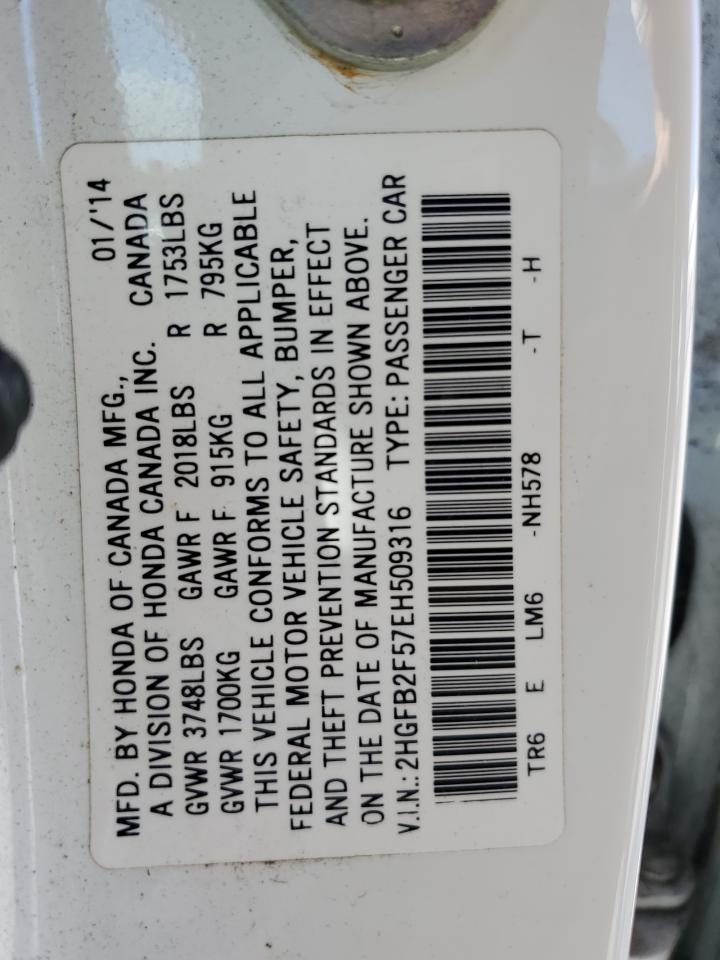 MFD. BY HONDA OF CANADA MFG., 01/'14
A DIVISION OF HONDA CANADA INC. CANADA
GVWR 3748LBS GAWR F 2018LBS R 1753LBS
GVWR 1700KG GAWR F 915KG R 795KG
THIS VEHICLE CONFORMS TO ALL APPLICABLE
FEDERAL MOTOR VEHICLE SAFETY, BUMPER,
AND THEFT PREVENTION STANDARDS IN EFFECT
ON THE DATE OF MANUFACTURE SHOWN ABOVE.
V.I.N.: 2HGFB2F57EH509316 TYPE: PASSENGER CAR
TR6 E LM6 -NH578 -T -H